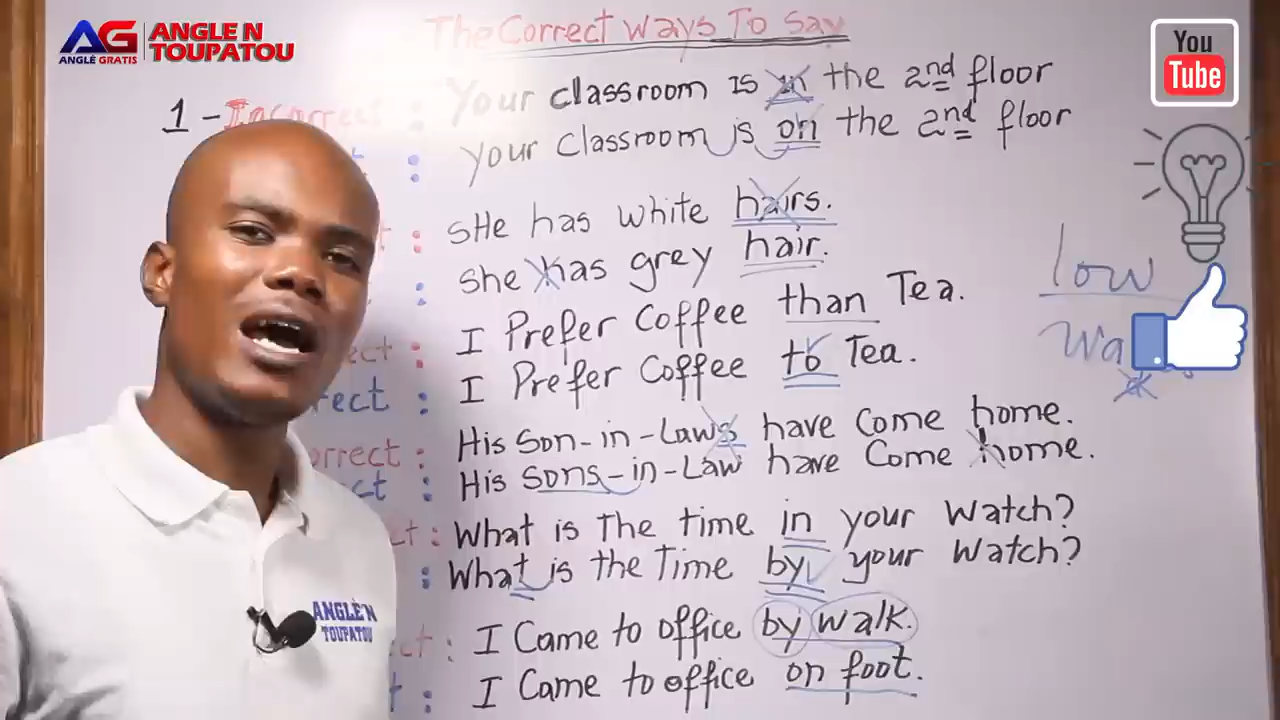 AG
ANGLÈ GRATIS
ANGLE N
TOUPATOU
The Correct Ways To Say
You
Tube
1 - Incorrect : Your classroom is in the 2nd floor
: your classroom is on the 2nd floor
: sHe has white hairs.
: she has grey hair.
: I Prefer Coffee than Tea.
: I Prefer Coffee to Tea.
: His Son-in-Laws have come home.
: His Sons-in-Law have Come home.
: What is The time in your Watch?
: What is the Time by your Watch?
: I Came to office by walk.
: I Came to office on foot.
low
ANGLÈ'N
TOUPATOU